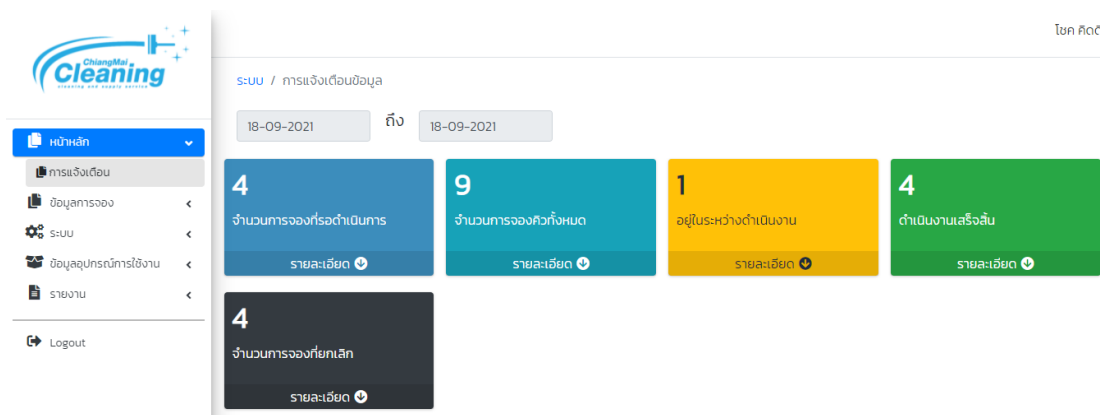 ChiangMai
Cleaning
cleaning and supply service
โชค คิดดี
ระบบ / การแจ้งเตือนข้อมูล
18-09-2021 ถึง 18-09-2021
หน้าหลัก
การแจ้งเตือน
ข้อมูลการจอง
ระบบ
ข้อมูลอุปกรณ์การใช้งาน
รายงาน
Logout
4
จำนวนการจองที่รอดำเนินการ
รายละเอียด
9
จำนวนการจองคิวทั้งหมด
รายละเอียด
1
อยู่ในระหว่างดำเนินงาน
รายละเอียด
4
ดำเนินงานเสร็จสิ้น
รายละเอียด
4
จำนวนการจองที่ยกเลิก
รายละเอียด